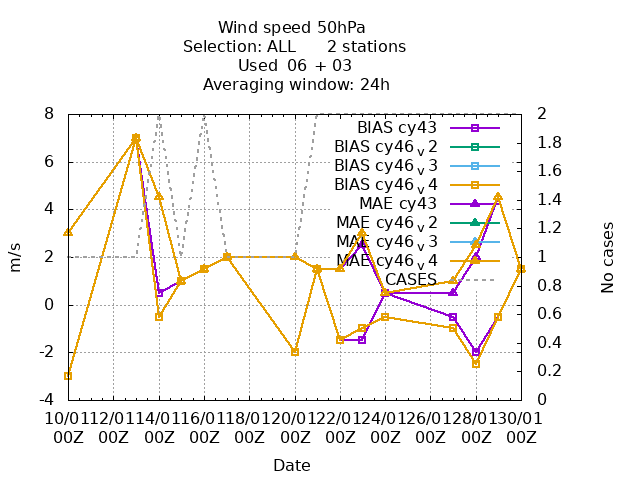 Wind speed 50hPa
Selection: ALL 2 stations
Used 06 + 03
Averaging window: 24h
8
6
4
2
0
-2
-4
m/s
2
1.8
1.6
1.4
1.2
1
0.8
0.6
0.4
0.2
0
No cases
BIAS cy43
BIAS cy46 v 2
BIAS cy46 v 3
BIAS cy46 v 4
MAE cy43
MAE cy46 v 2
MAE cy46 v 3
MAE cy46 v 4
CASES
10/01 12/01 14/01 16/01 18/01 20/01 22/01 24/01 26/01 28/01 30/01
00Z 00Z 00Z 00Z 00Z 00Z 00Z 00Z 00Z 00Z 00Z
Date